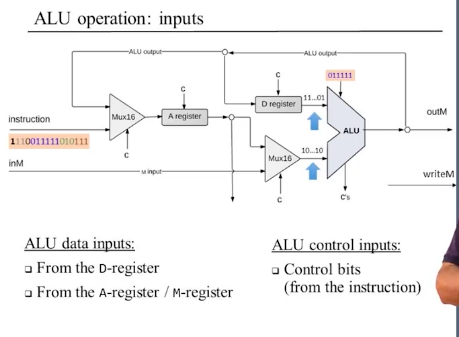 ALU operation: inputs
ALU output
ALU output
C
C
011111
instruction
Mux16
A register
D register
11...01
ALU
outM
1110011111010111
C
Mux16
10...10
inM
M input
writeM
C
C's
ALU data inputs:
From the D-register
From the A-register / M-register
ALU control inputs:
Control bits
(from the instruction)